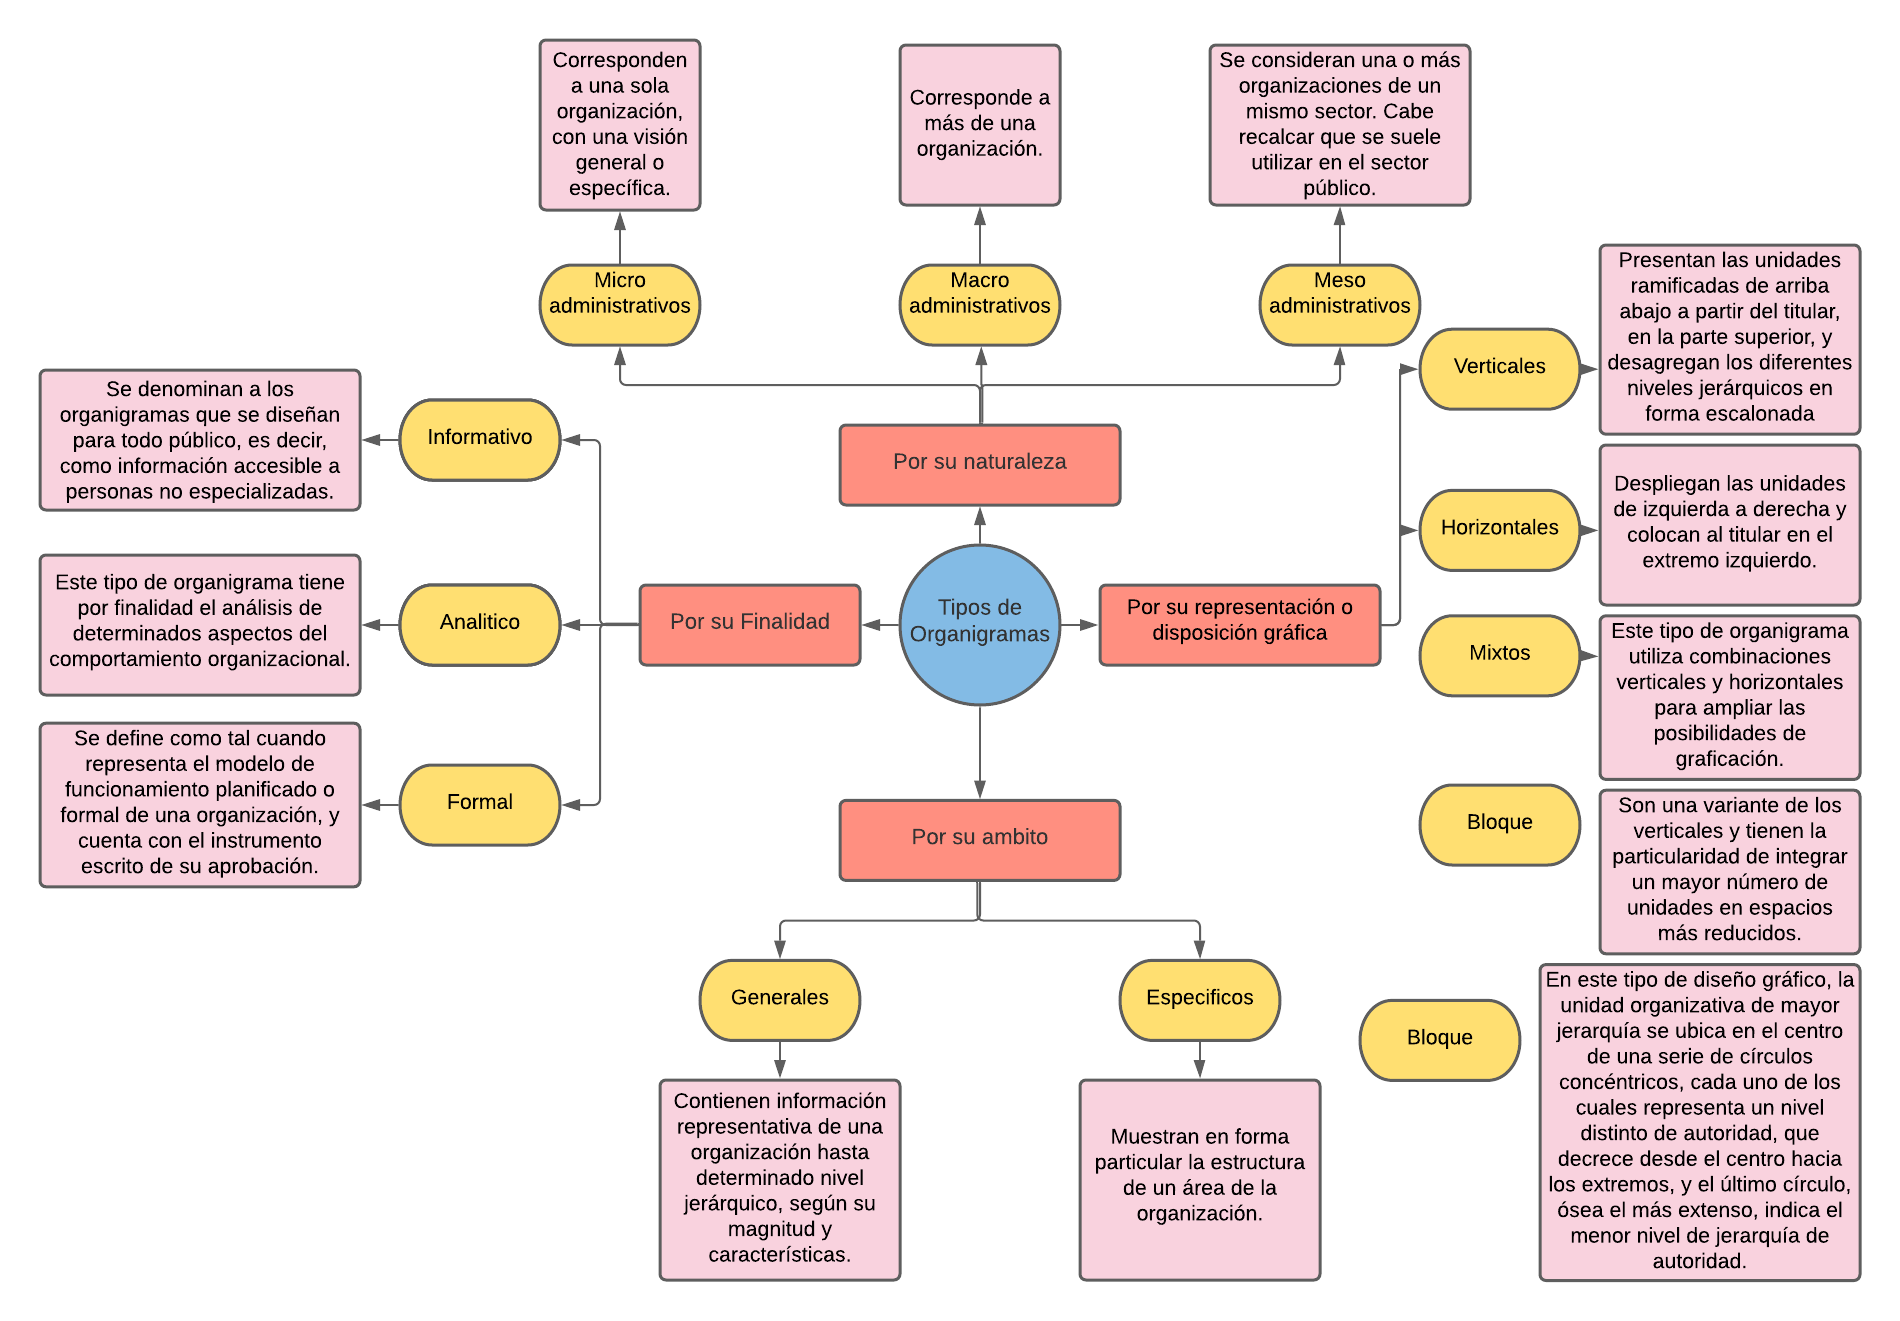 Corresponden
a una sola
organización,
con una visión
general o
específica.
Corresponde a
más de una
organización.
Se consideran una o más
organizaciones de un
mismo sector. Cabe
recalcar que se suele
utilizar en el sector
público.
Micro
administrativos
Macro
administrativos
Meso
administrativos
Por su naturaleza
Tipos de
Organigramas
Por su Finalidad
Informativo
Se denominan a los
organigramas que se diseñan
para todo público, es decir,
como información accesible a
personas no especializadas.
Analitico
Este tipo de organigrama tiene
por finalidad el análisis de
determinados aspectos del
comportamiento organizacional.
Formal
Se define como tal cuando
representa el modelo de
funcionamiento planificado o
formal de una organización, y
cuenta con el instrumento
escrito de su aprobación.
Por su representación o
disposición gráfica
Verticales
Presentan las unidades
ramificadas de arriba
abajo a partir del titular,
en la parte superior, y
desagregan los diferentes
niveles jerárquicos en
forma escalonada
Horizontales
Despliegan las unidades
de izquierda a derecha y
colocan al titular en el
extremo izquierdo.
Mixtos
Este tipo de organigrama
utiliza combinaciones
verticales y horizontales
para ampliar las
posibilidades de
graficación.
Bloque
Son una variante de los
verticales y tienen la
particularidad de integrar
un mayor número de
unidades en espacios
más reducidos.
Bloque
En este tipo de diseño gráfico, la
unidad organizativa de mayor
jerarquía se ubica en el centro
de una serie de círculos
concéntricos, cada uno de los
cuales representa un nivel
distinto de autoridad, que
decrece desde el centro hacia
los extremos, y el último círculo,
ósea el más extenso, indica el
menor nivel de jerarquía de
autoridad.
Por su ambito
Generales
Contienen información
representativa de una
organización hasta
determinado nivel
jerárquico, según su
magnitud y
características.
Especificos
Muestran en forma
particular la estructura
de un área de la
organización.